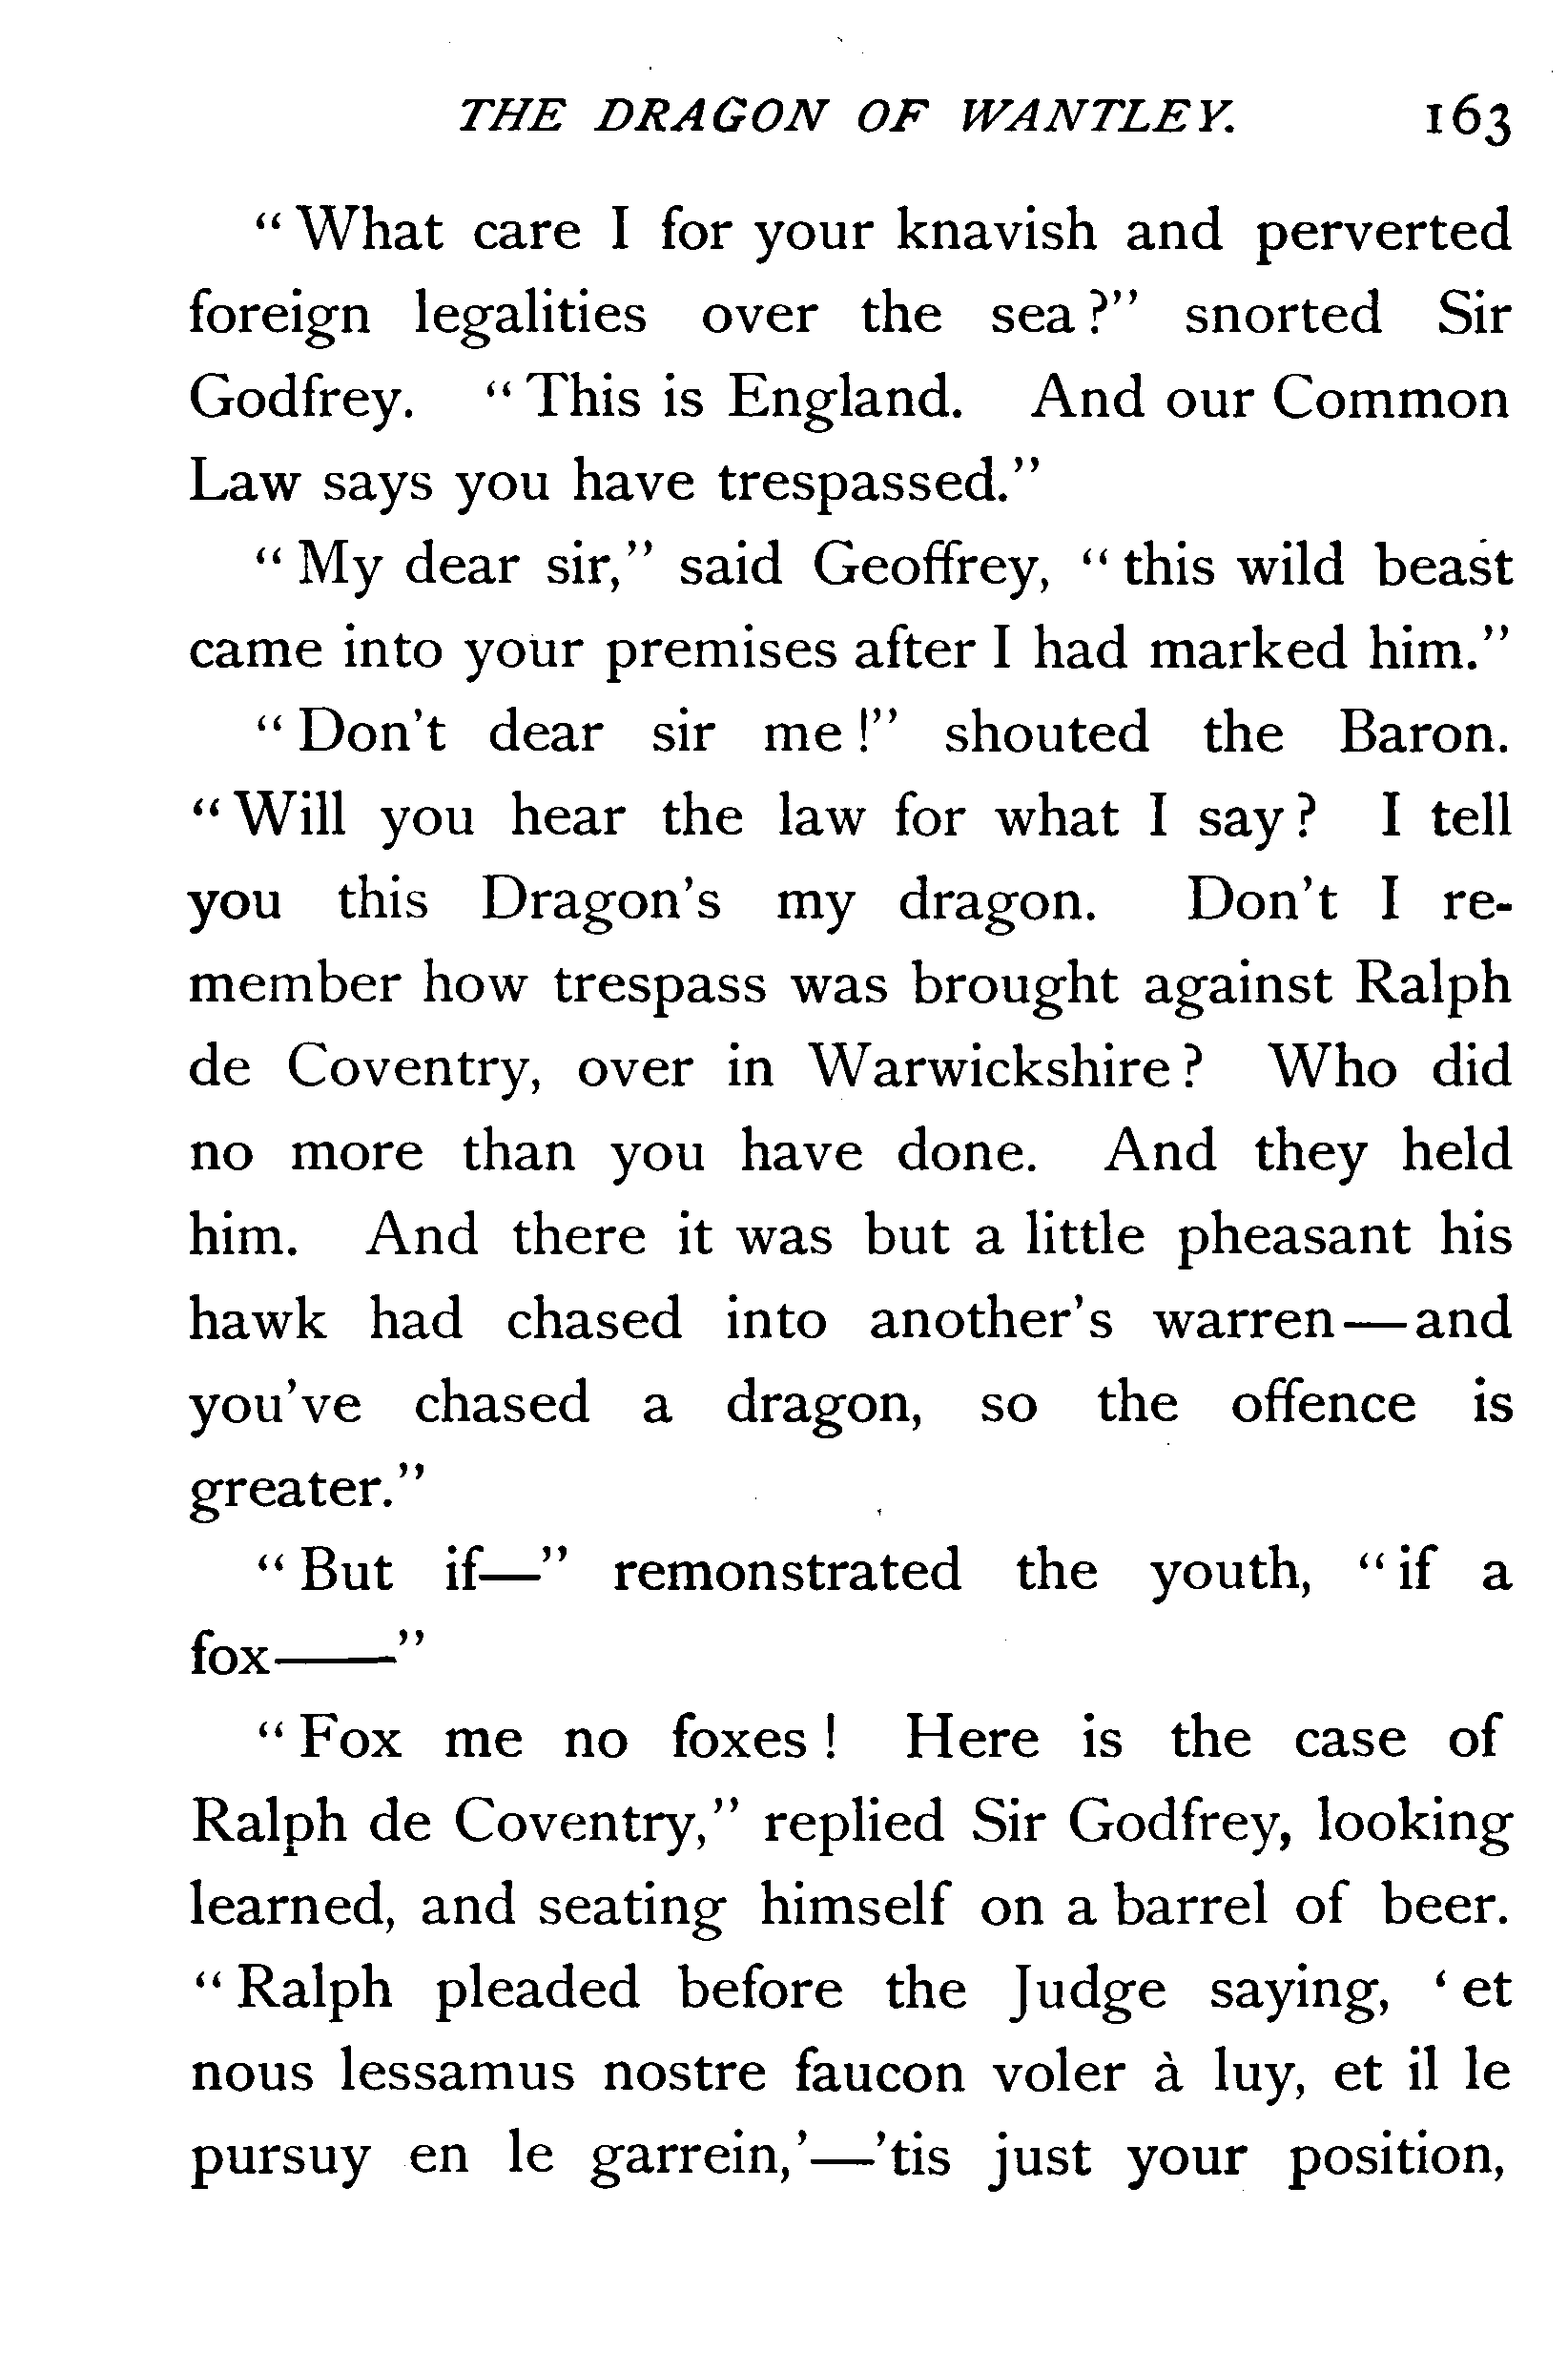 THE DRAGON OF WANTLEY. 163
“What care I for your knavish and perverted
foreign legalities over the sea?” snorted Sir
Godfrey. “This is England. And our Common
Law says you have trespassed.”
“My dear sir,” said Geoffrey, “this wild beast
came into your premises after I had marked him.”
“Don't dear sir me!” shouted the Baron.
“Will you hear the law for what I say? I tell
you this Dragon's my dragon. Don't I re-
member how trespass was brought against Ralph
de Coventry, over in Warwickshire? Who did
no more than you have done. And they held
him. And there it was but a little pheasant his
hawk had chased into another's warren—and
you've chased a dragon, so the offence is
greater.”
“But if—” remonstrated the youth, “if a
fox——”
“Fox me no foxes! Here is the case of
Ralph de Coventry,” replied Sir Godfrey, looking
learned, and seating himself on a barrel of beer.
“Ralph pleaded before the Judge saying, ‘et
nous lessamus nostre faucon voler à luy, et il le
pursuy en le garrein,’—'tis just your position,